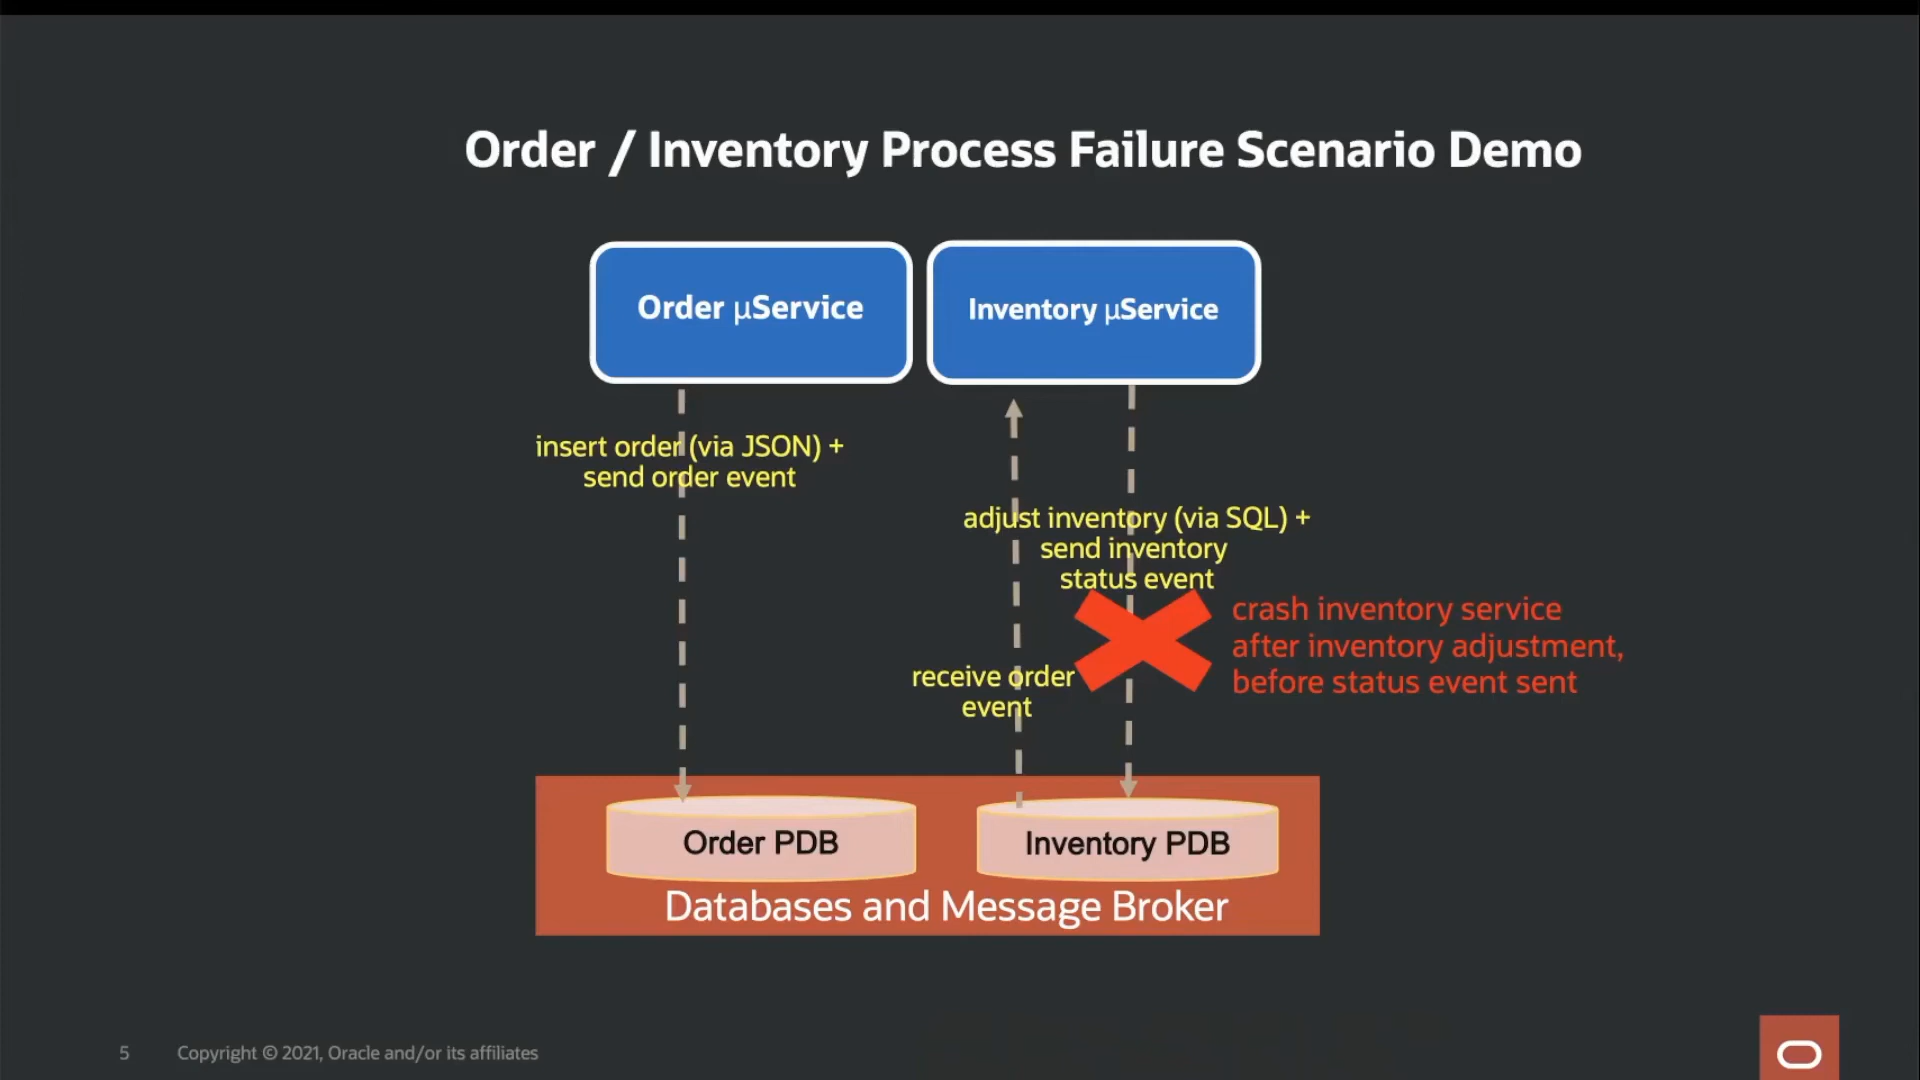 Order / Inventory Process Failure Scenario Demo
Order µService
Inventory µService
insert order (via JSON) +
send order event
adjust inventory (via SQL) +
send inventory
status event
crash inventory service
after inventory adjustment,
before status event sent
receive order
event
Order PDB
Inventory PDB
Databases and Message Broker
5
Copyright © 2021, Oracle and/or its affiliates